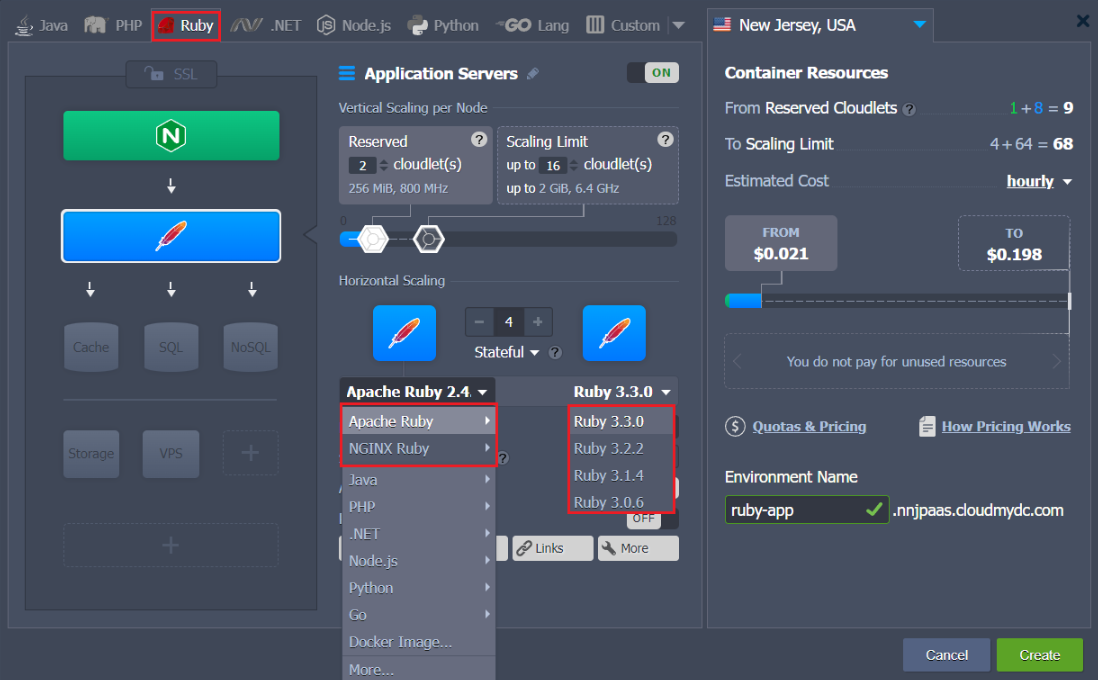 Java PHP Ruby .NET Node.js Python GO Lang Custom
SSL
N
Cache SQL NoSQL
Storage VPS
Application Servers
ON
Vertical Scaling per Node
Reserved ?
2 cloudlet(s)
256 MiB, 800 MHz
Scaling Limit ?
up to 16 cloudlet(s)
up to 2 GiB, 6.4 GHz
0 128
Horizontal Scaling
4
Stateful ?
Apache Ruby 2.4. Ruby 3.3.0
Apache Ruby
NGINX Ruby
Java
PHP
.NET
Node.js
Python
Go
Docker Image...
More...
Ruby 3.3.0
Ruby 3.2.2
Ruby 3.1.4
Ruby 3.0.6
?
OFF
Links More
New Jersey, USA
Container Resources
From Reserved Cloudlets ? 1 + 8 = 9
To Scaling Limit 4 + 64 = 68
Estimated Cost hourly
FROM
$0.021
TO
$0.198
You do not pay for unused resources
$ Quotas & Pricing How Pricing Works
Environment Name
ruby-app .nnjpaas.cloudmydc.com
Cancel Create